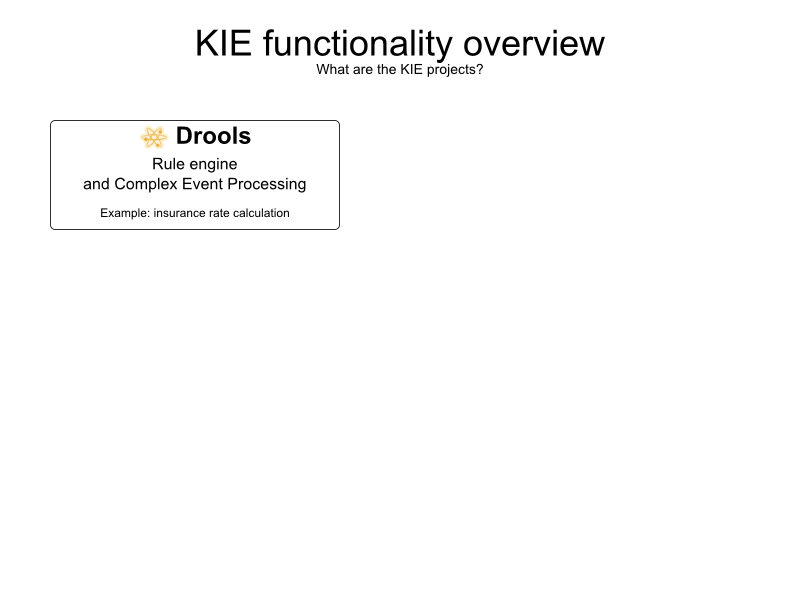 KIE functionality overview
What are the KIE projects?
Drools
Rule engine
and Complex Event Processing
Example: insurance rate calculation